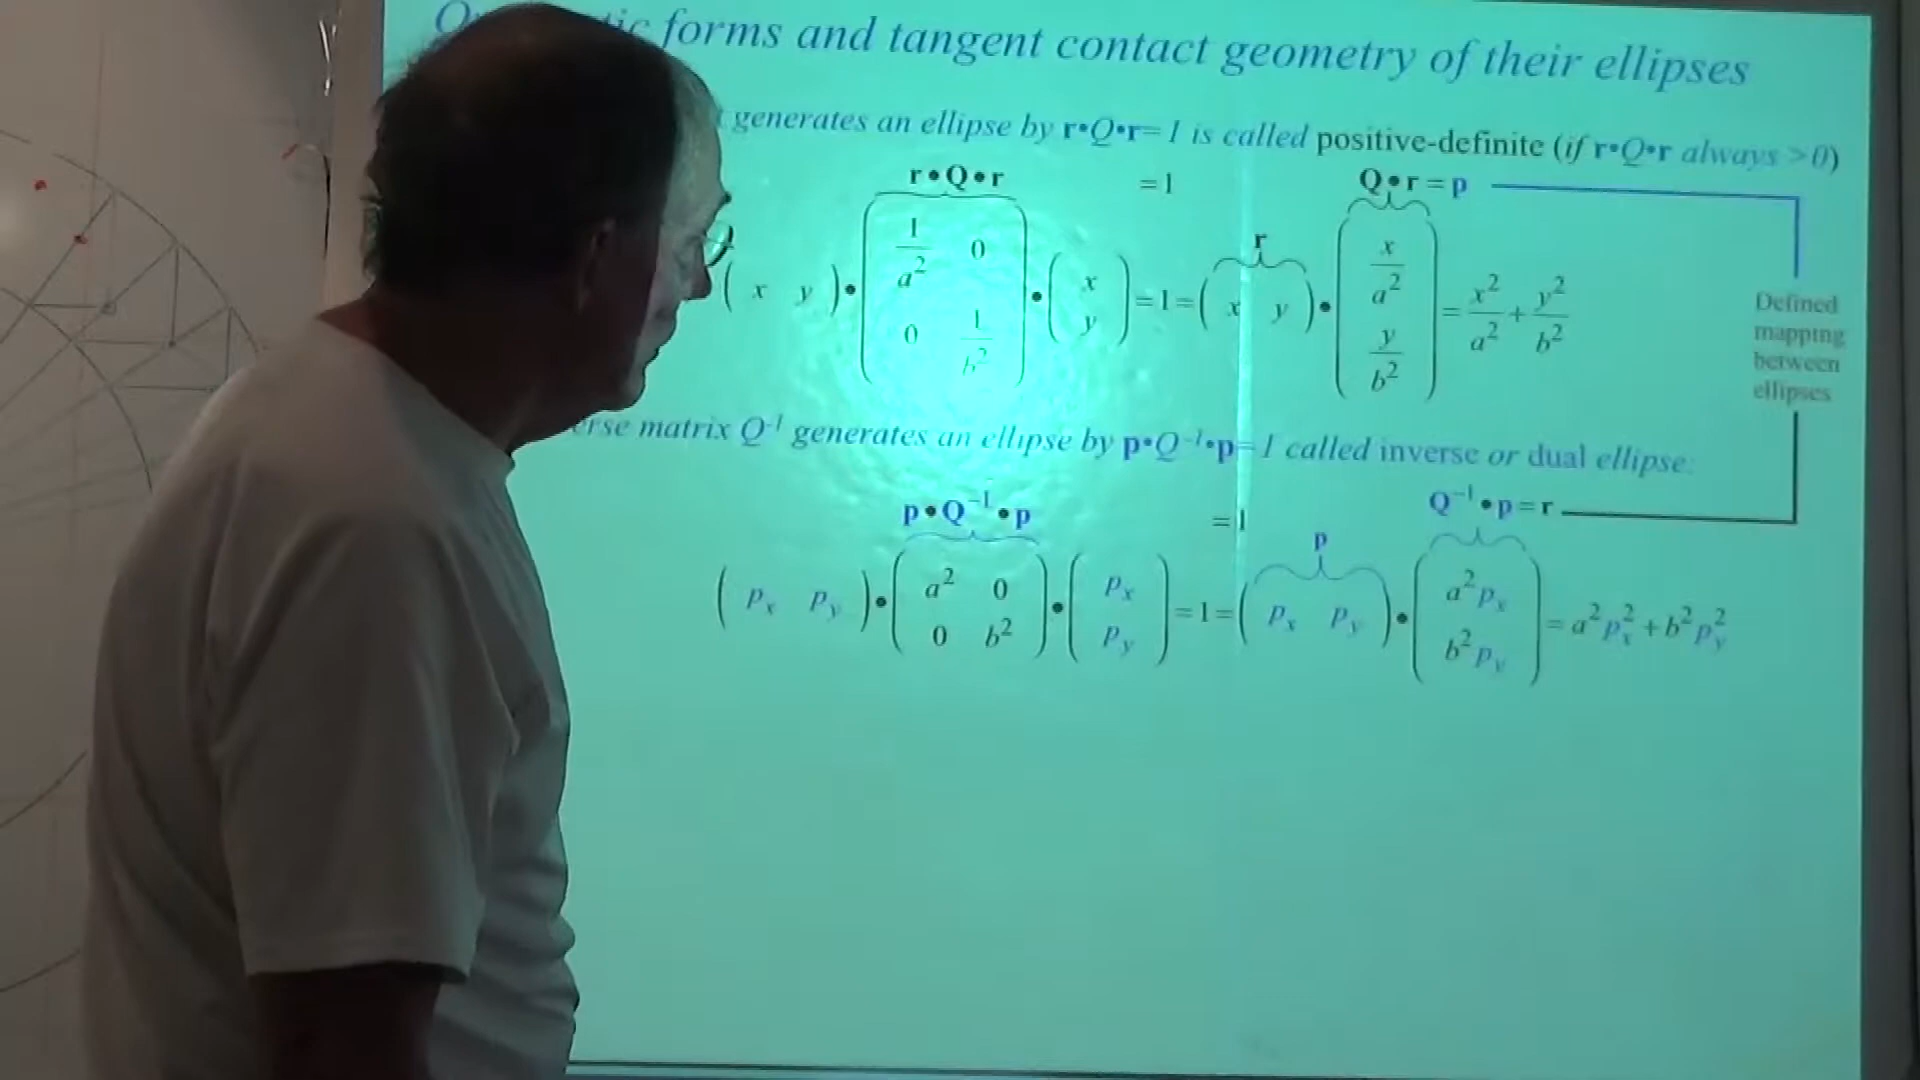 forms and tangent contact geometry of their ellipses
generates an ellipse by r•Q•r=1 is called positive-definite (if r•Q•r always >0)
r•Q•r =1 Q•r=p
( x y )•( 1/a² 0 0 1/b² )•( x y )=1=( x y )•( x/a² y/b² )= x²/a² + y²/b²
r
Defined
mapping
between
ellipses
matrix Q⁻¹ generates an ellipse by p•Q⁻¹•p=1 called inverse or dual ellipse:
p•Q⁻¹•p =1 Q⁻¹•p=r
p
( pₓ p_y )•( a² 0 0 b² )•( pₓ p_y )=1=( pₓ p_y )•( a²pₓ b²p_y )= a²pₓ²+b²p_y²